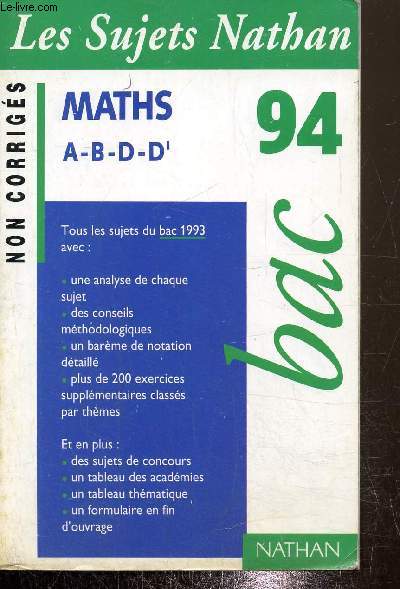 Le-Livre.com
Les Sujets Nathan
NON CORRIGÉS
MATHS
A-B-D-D'
94
bac
Tous les sujets du bac 1993
avec :
• une analyse de chaque
sujet
• des conseils
méthodologiques
• un barème de notation
détaillé
• plus de 200 exercices
supplémentaires classés
par thèmes
Et en plus :
• des sujets de concours
• un tableau des académies
• un tableau thématique
• un formulaire en fin
d'ouvrage
NATHAN